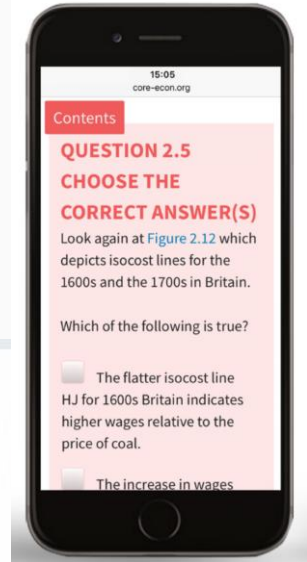 15:05
core-econ.org
Contents
QUESTION 2.5
CHOOSE THE
CORRECT ANSWER(S)
Look again at Figure 2.12 which
depicts isocost lines for the
1600s and the 1700s in Britain.
Which of the following is true?
The flatter isocost line
HJ for 1600s Britain indicates
higher wages relative to the
price of coal.
The increase in wages